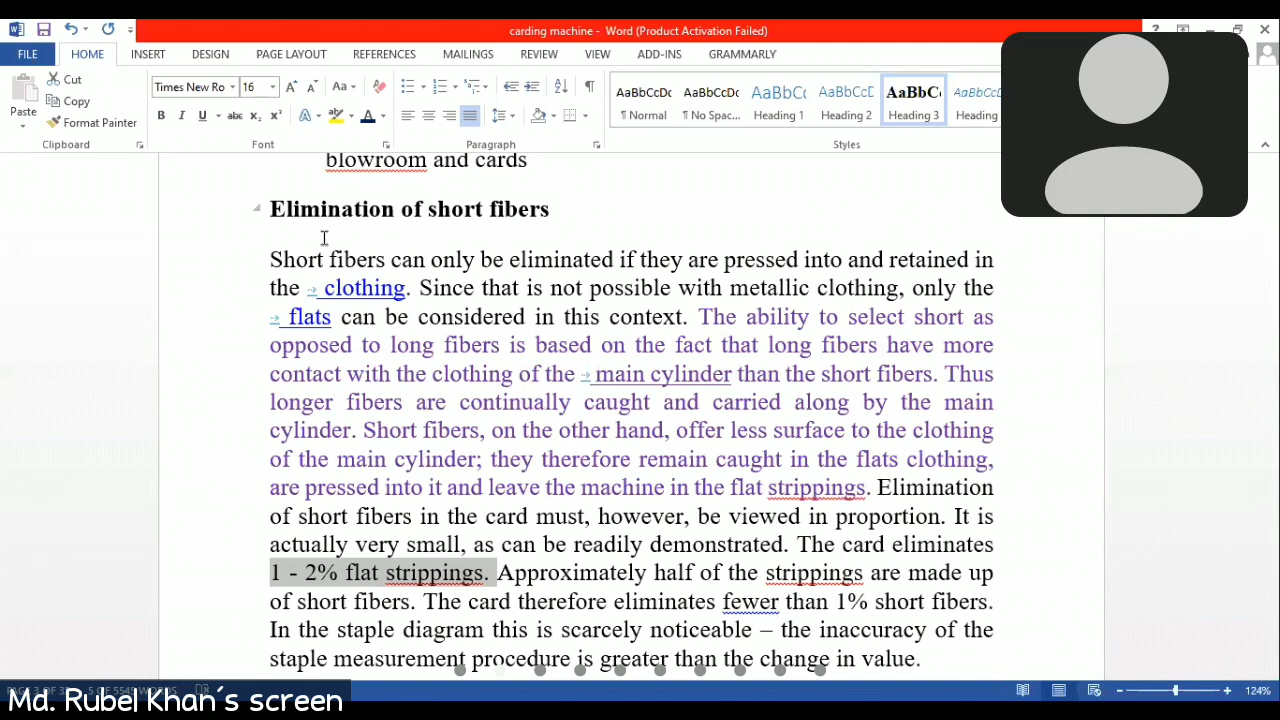 carding machine - Word (Product Activation Failed)
FILE HOME INSERT DESIGN PAGE LAYOUT REFERENCES MAILINGS REVIEW VIEW ADD-INS GRAMMARLY
Paste
Cut
Copy
Format Painter
Times New Ro 16
AaBbCcDc AaBbCcDc AaBbCc AaBbCcD AaBbC
¶ Normal ¶ No Spac... Heading 1 Heading 2 Heading 3 Heading
Clipboard Font Paragraph Styles
blowroom and cards
Elimination of short fibers
Short fibers can only be eliminated if they are pressed into and retained in
the → clothing. Since that is not possible with metallic clothing, only the
→ flats can be considered in this context. The ability to select short as
opposed to long fibers is based on the fact that long fibers have more
contact with the clothing of the → main cylinder than the short fibers. Thus
longer fibers are continually caught and carried along by the main
cylinder. Short fibers, on the other hand, offer less surface to the clothing
of the main cylinder; they therefore remain caught in the flats clothing,
are pressed into it and leave the machine in the flat strippings. Elimination
of short fibers in the card must, however, be viewed in proportion. It is
actually very small, as can be readily demonstrated. The card eliminates
1 - 2% flat strippings. Approximately half of the strippings are made up
of short fibers. The card therefore eliminates fewer than 1% short fibers.
In the staple diagram this is scarcely noticeable – the inaccuracy of the
staple measurement procedure is greater than the change in value.
124%
Md. Rubel Khan's screen